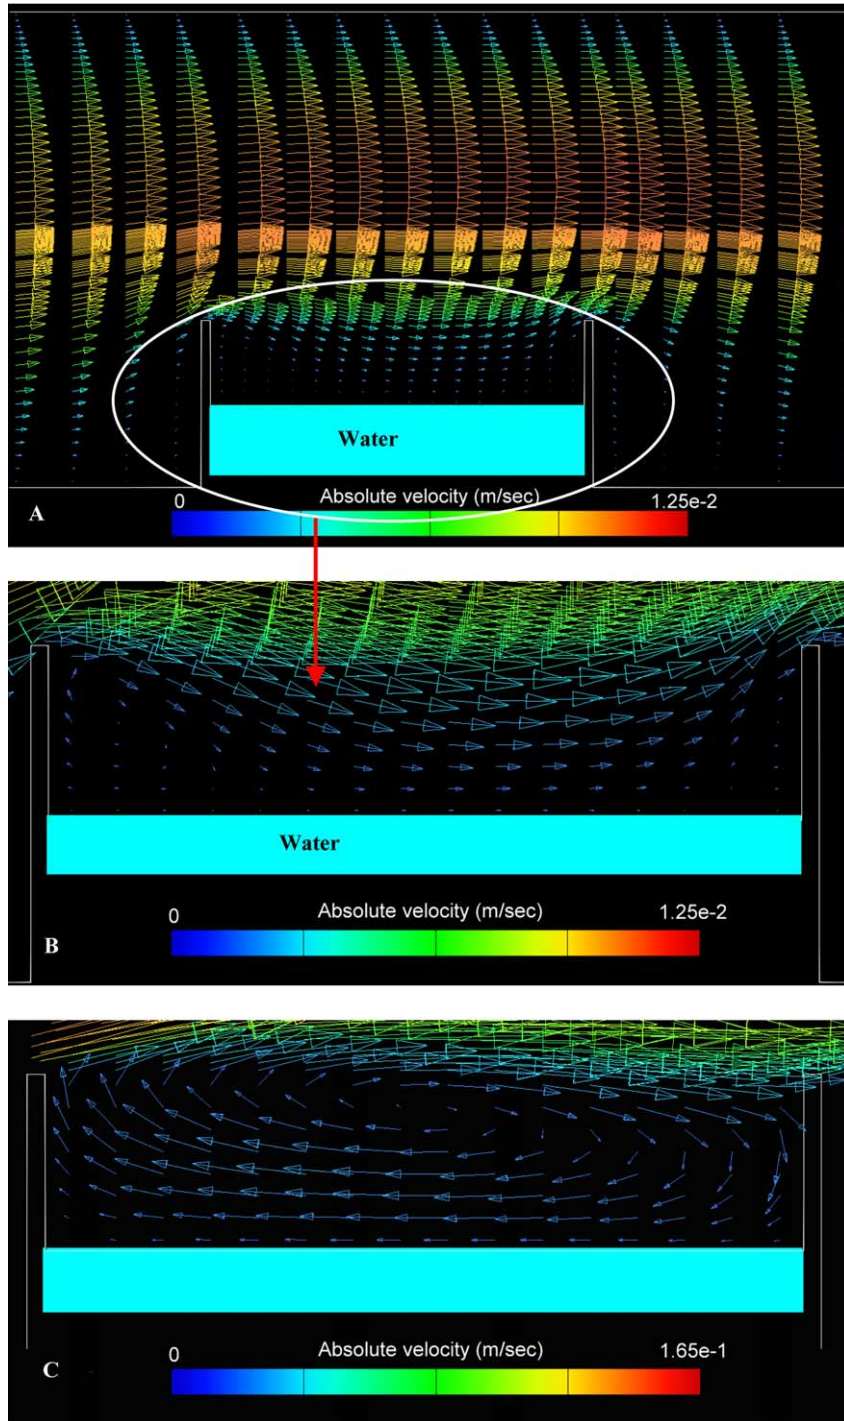 Water
0 Absolute velocity (m/sec) 1.25e-2
A
Water
0 Absolute velocity (m/sec) 1.25e-2
B
0 Absolute velocity (m/sec) 1.65e-1
C